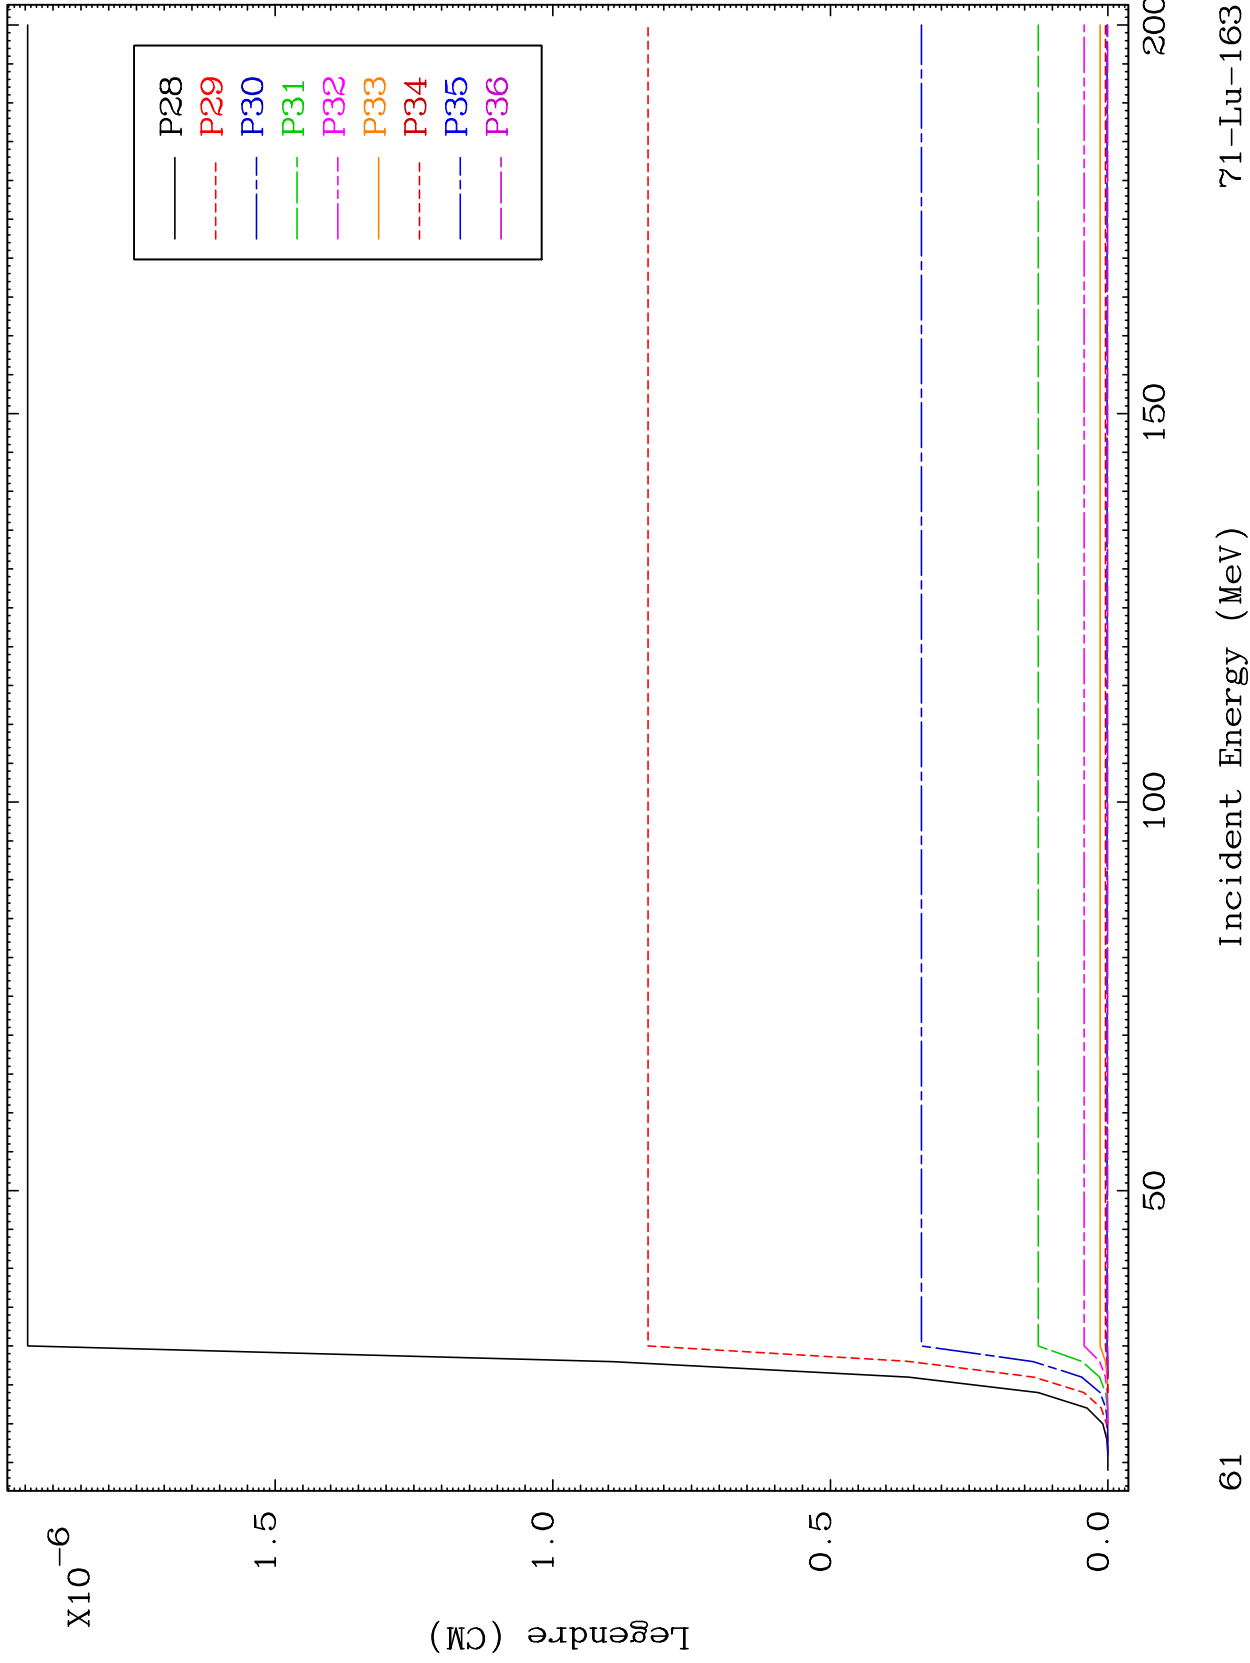 X10-6
1.5
1.0
0.5
0.0
Legendre (CM)
P28
P29
P30
P31
P32
P33
P34
P35
P36
50
100
150
200
Incident Energy (MeV)
61
71-Lu-163